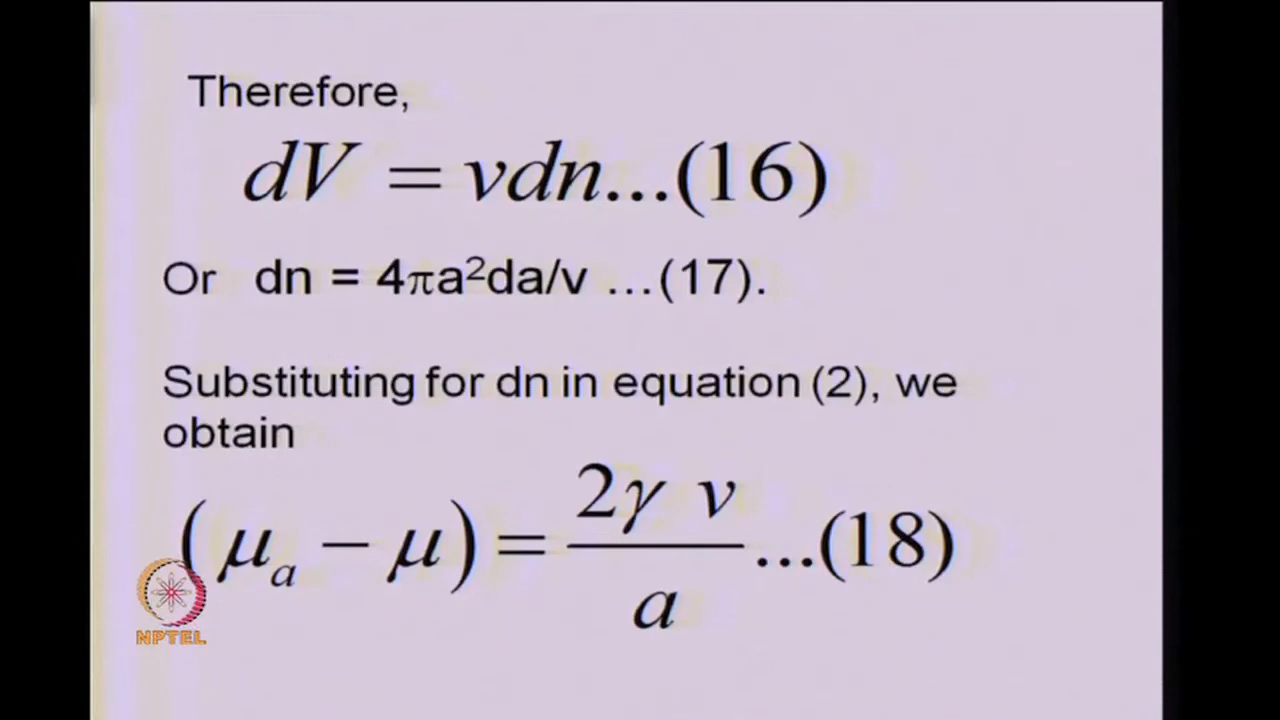 Therefore,
dV = vdn...(16)
Or dn = 4πa²da/v ...(17).
Substituting for dn in equation (2), we
obtain
(μₐ − μ) = 2γ v / a ...(18)
NPTEL